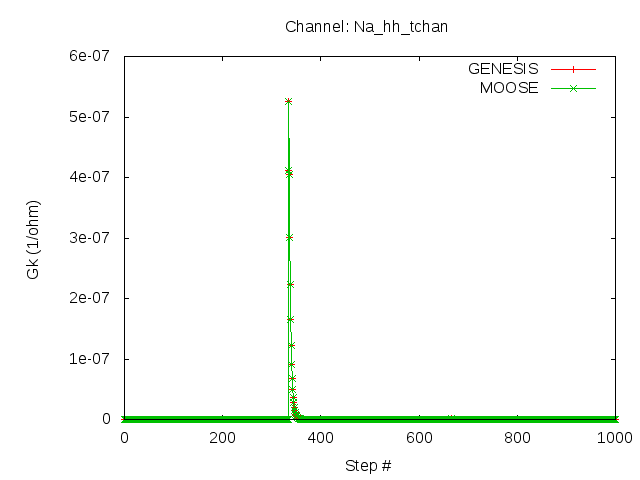 Channel: Na_hh_tchan
6e-07
5e-07
4e-07
3e-07
2e-07
1e-07
0
Gk (1/ohm)
GENESIS
MOOSE
0 200 400 600 800 1000
Step #